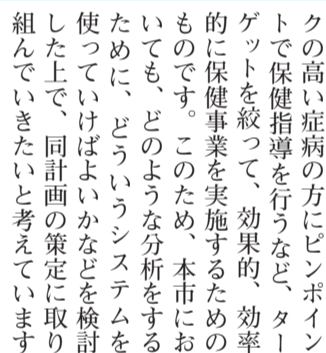 クの高い症病の方にピンポイン
トで保健指導を行うなど、ター
ゲットを絞って、効果的、効率
的に保健事業を実施するための
ものです。このため、本市にお
いても、どのような分析をする
ために、どういうシステムを
使っていけばよいかなどを検討
した上で、同計画の策定に取り
組んでいきたいと考えています